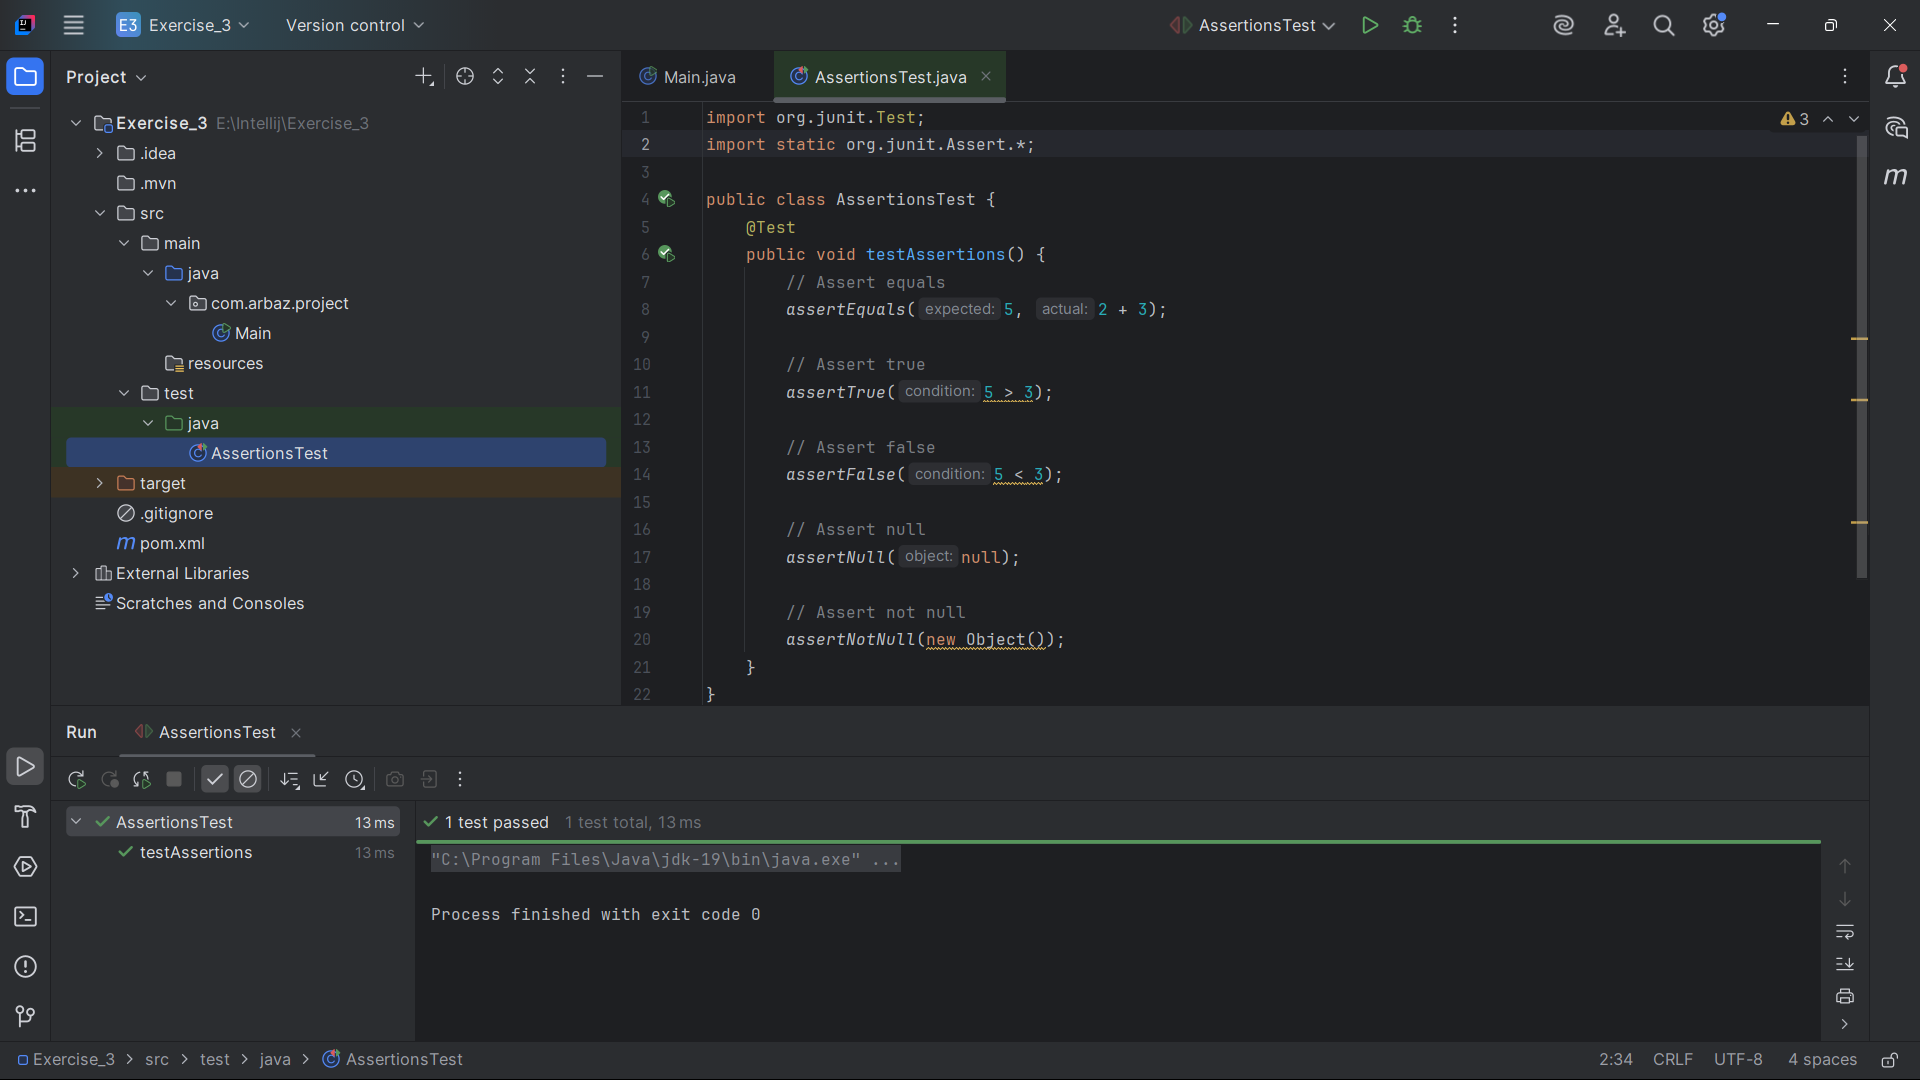 E3 Exercise_3 Version control AssertionsTest
Project
Exercise_3 E:\Intellij\Exercise_3
.idea
.mvn
src
main
java
com.arbaz.project
Main
resources
test
java
AssertionsTest
target
.gitignore
pom.xml
External Libraries
Scratches and Consoles
Main.java AssertionsTest.java
3
1 import org.junit.Test;
2 import static org.junit.Assert.*;
3
4 public class AssertionsTest {
5 @Test
6 public void testAssertions() {
7 // Assert equals
8 assertEquals( expected: 5, actual: 2 + 3);
9
10 // Assert true
11 assertTrue( condition: 5 > 3);
12
13 // Assert false
14 assertFalse( condition: 5 < 3);
15
16 // Assert null
17 assertNull( object: null);
18
19 // Assert not null
20 assertNotNull(new Object());
21 }
22 }
m
Run AssertionsTest
AssertionsTest 13 ms
testAssertions 13 ms
1 test passed 1 test total, 13 ms
"C:\Program Files\Java\jdk-19\bin\java.exe" ...
Process finished with exit code 0
Exercise_3 > src > test > java > AssertionsTest
2:34 CRLF UTF-8 4 spaces